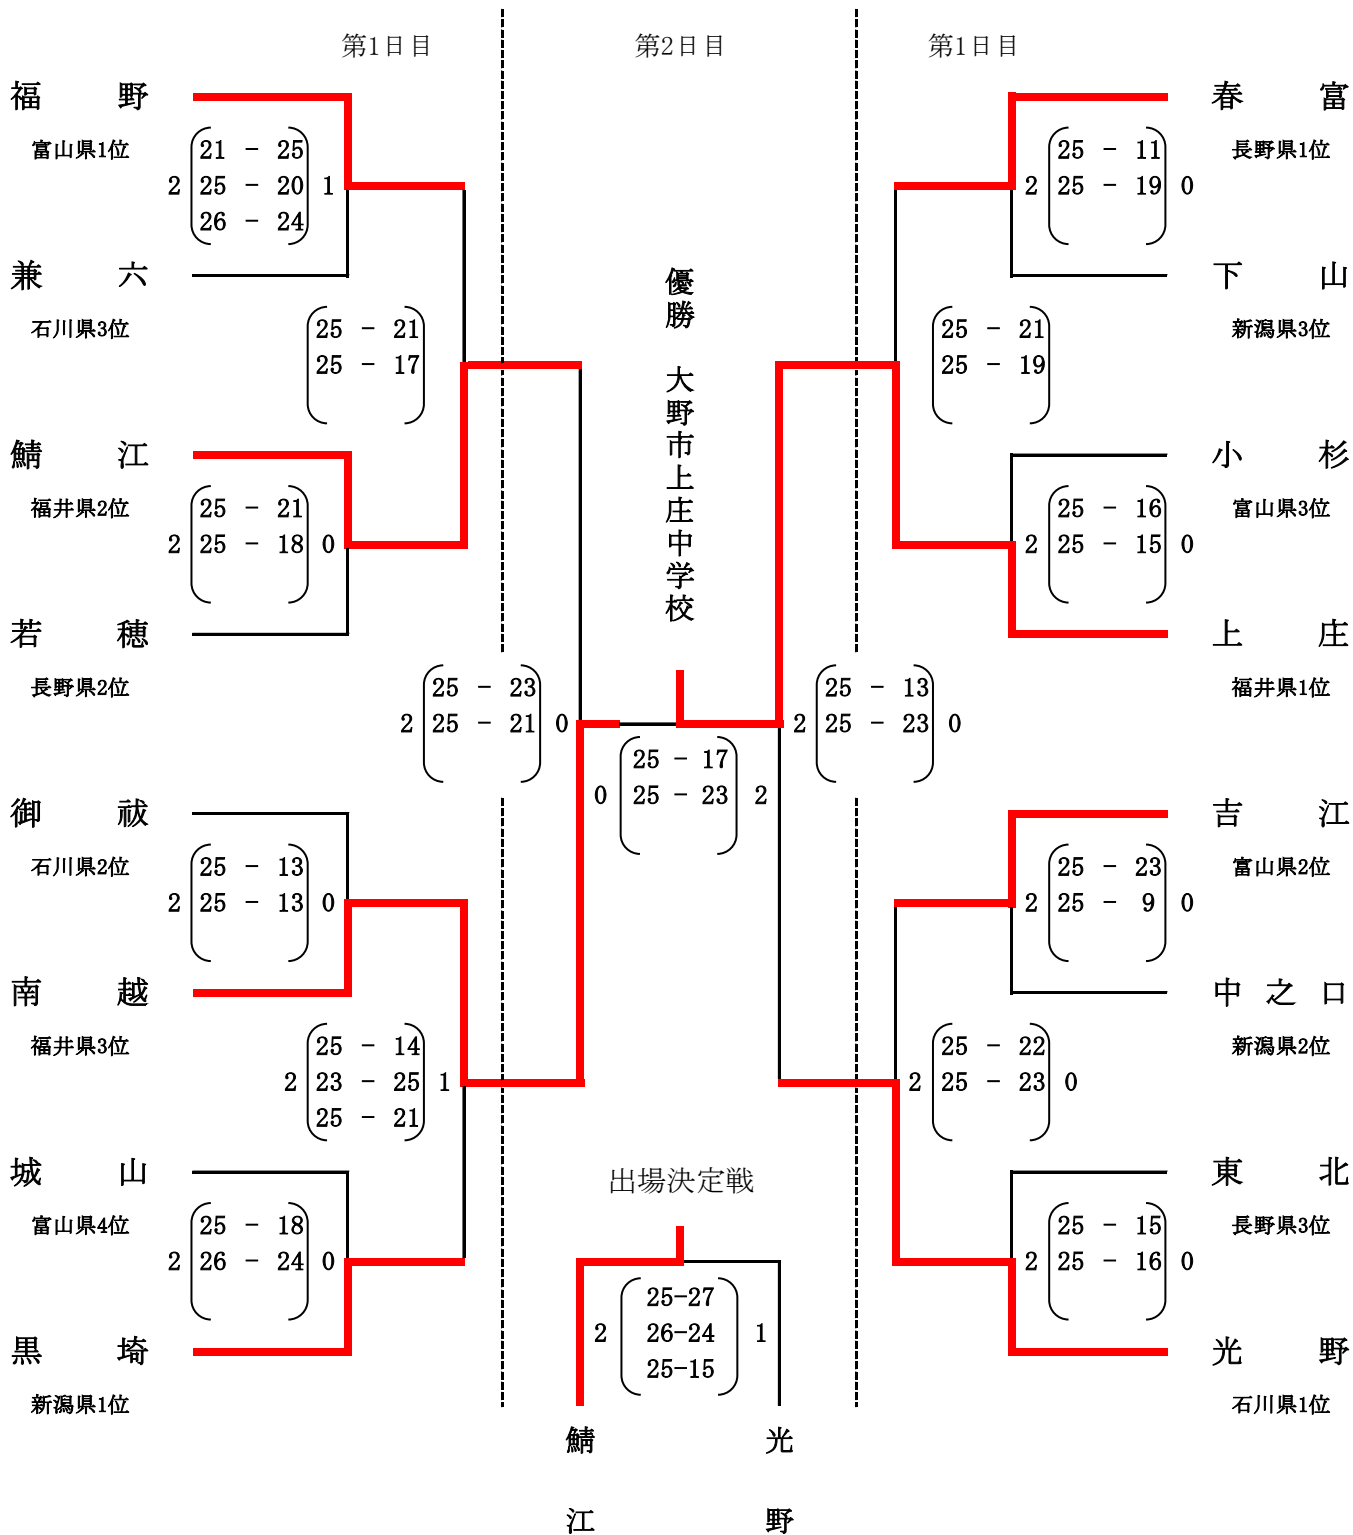 第1日目
第2日目
第1日目
福野
富山県1位
2 21 - 25 1
25 - 20
26 - 24
兼六
石川県3位
25 - 21
25 - 17
鯖江
福井県2位
25 - 21
2 25 - 18 0
若穂
長野県2位
25 - 23
2 25 - 21 0
御祓
石川県2位
25 - 13
2 25 - 13 0
南越
福井県3位
25 - 14
2 23 - 25 1
25 - 21
城山
富山県4位
25 - 18
2 26 - 24 0
黒埼
新潟県1位
優勝 大野市上庄中学校
25 - 17
0 25 - 23 2
出場決定戦
25-27
2 26-24 1
25-15
鯖江
光野
春富
長野県1位
25 - 11
2 25 - 19 0
下山
新潟県3位
25 - 21
25 - 19
小杉
富山県3位
25 - 16
2 25 - 15 0
上庄
福井県1位
25 - 13
2 25 - 23 0
吉江
富山県2位
25 - 23
2 25 - 9 0
中之口
新潟県2位
25 - 22
2 25 - 23 0
東北
長野県3位
25 - 15
2 25 - 16 0
光野
石川県1位